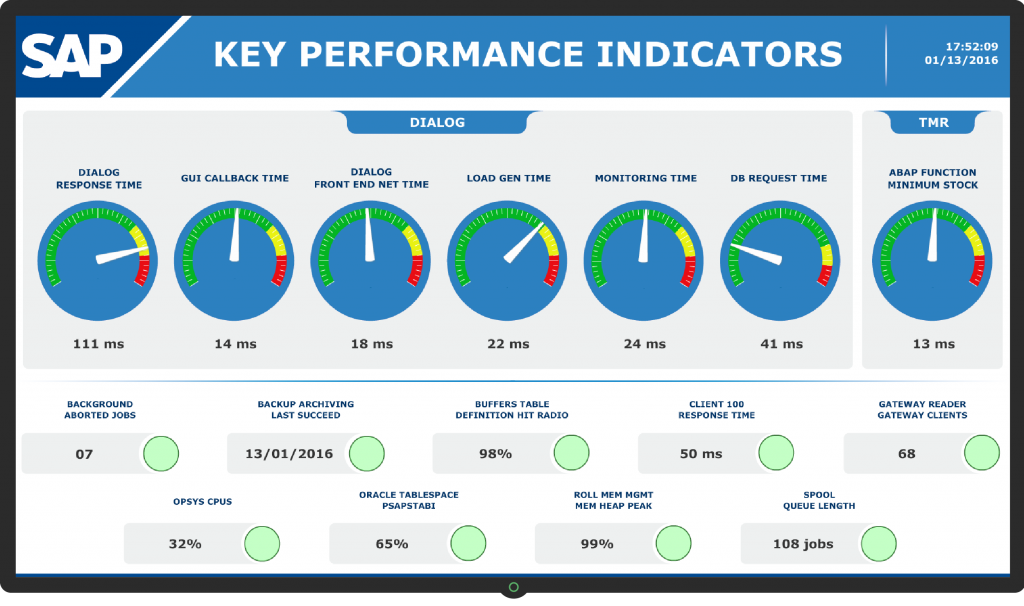 SAP
KEY PERFORMANCE INDICATORS
17:52:09
01/13/2016
DIALOG
TMR
DIALOG
RESPONSE TIME
GUI CALLBACK TIME
DIALOG
FRONT END NET TIME
LOAD GEN TIME
MONITORING TIME
DB REQUEST TIME
ABAP FUNCTION
MINIMUM STOCK
111 ms
14 ms
18 ms
22 ms
24 ms
41 ms
13 ms
BACKGROUND
ABORTED JOBS
BACKUP ARCHIVING
LAST SUCCEED
BUFFERS TABLE
DEFINITION HIT RADIO
CLIENT 100
RESPONSE TIME
GATEWAY READER
GATEWAY CLIENTS
07
13/01/2016
98%
50 ms
68
OPSYS CPUS
ORACLE TABLESPACE
PSAPSTABI
ROLL MEM MGMT
MEM HEAP PEAK
SPOOL
QUEUE LENGTH
32%
65%
99%
108 jobs